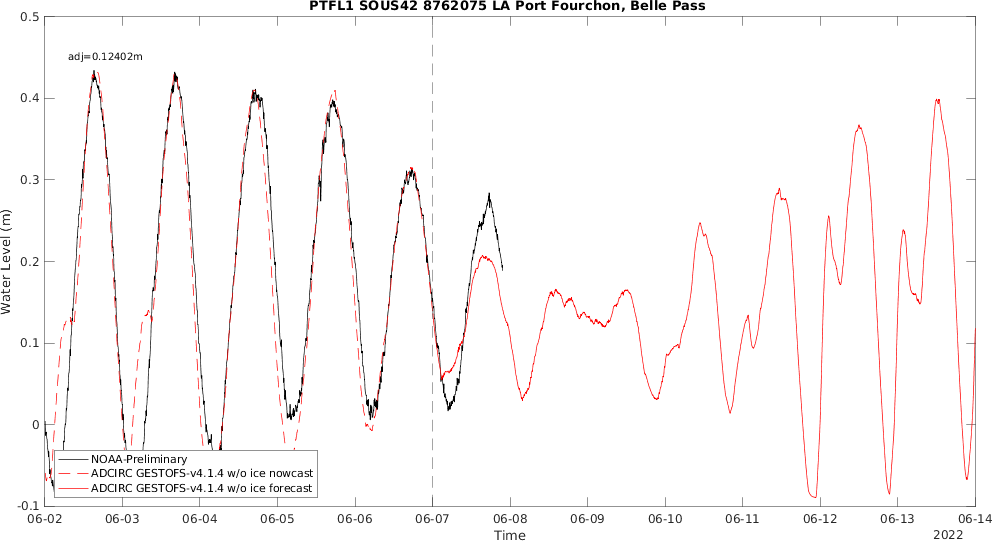 PTFL1 SOUS42 8762075 LA Port Fourchon, Belle Pass
adj=0.12402m
0.5
0.4
0.3
0.2
0.1
0
-0.1
Water Level (m)
NOAA-Preliminary
ADCIRC GESTOFS-v4.1.4 w/o ice nowcast
ADCIRC GESTOFS-v4.1.4 w/o ice forecast
06-02 06-03 06-04 06-05 06-06 06-07 06-08 06-09 06-10 06-11 06-12 06-13 06-14
Time
2022